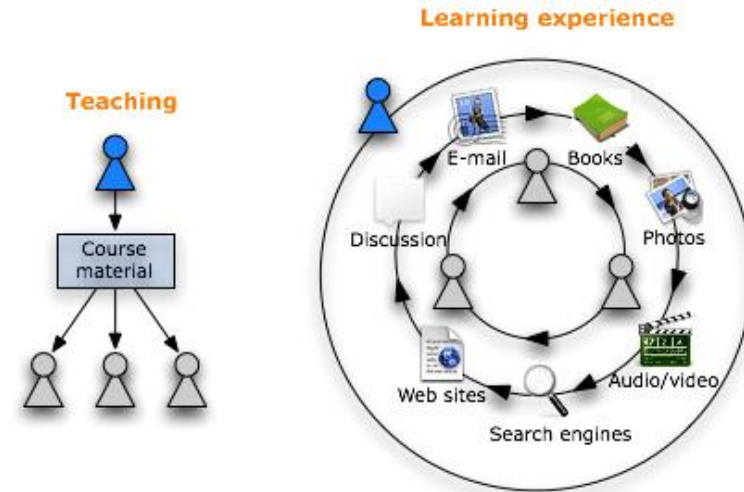 Learning experience
Teaching
E-mail
Books
Course
material
Discussion
Photos
Web sites
Audio/video
Search engines